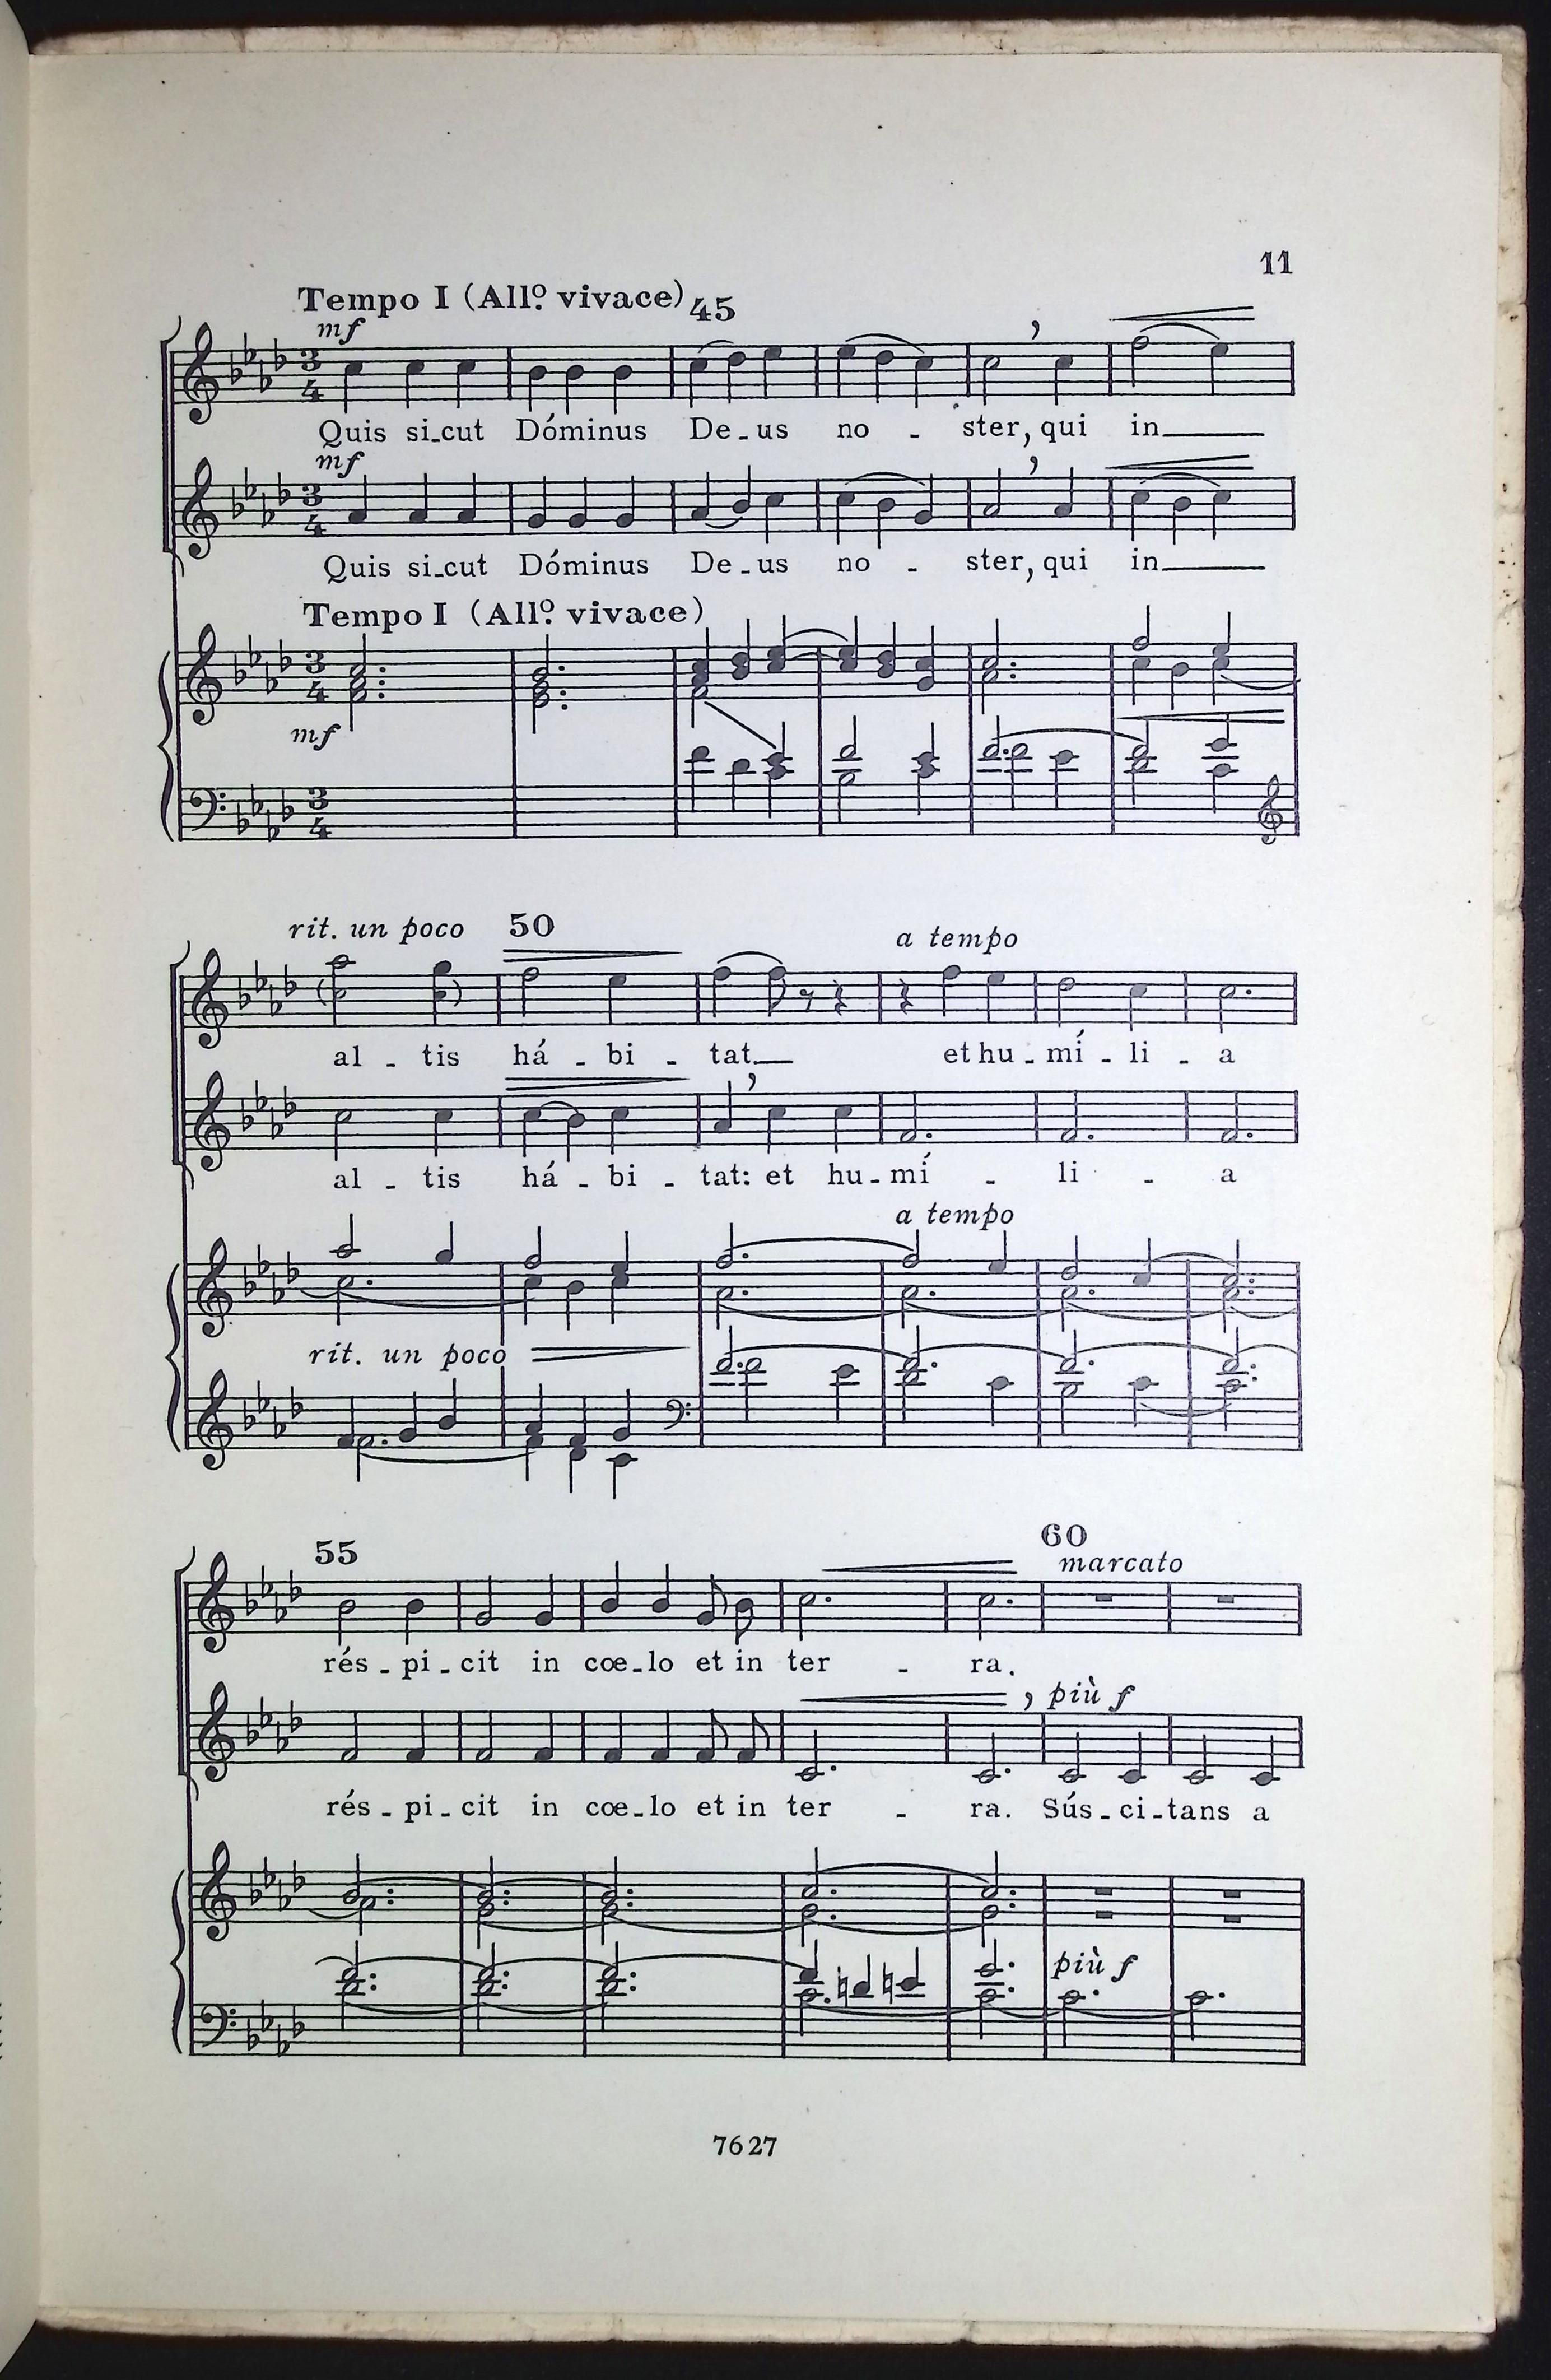 11
Tempo I (Allº. vivace) 45
mf
Quis si-cut Dóminus De-us no - ster, qui in
mf
Quis si-cut Dóminus De-us no - ster, qui in
Tempo I (Allº. vivace)
mf
rit. un poco 50 a tempo
al - tis há - bi - tat et hu - mí - li - a
al - tis há - bi - tat: et hu - mí - li - a
a tempo
rit. un poco
55 60
marcato
rés - pi - cit in cœ - lo et in ter - ra.
più f
rés - pi - cit in cœ - lo et in ter - ra. Sús - ci - tans a
più f
7627